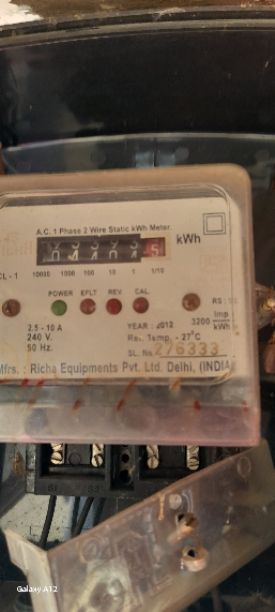 A.C. 1 Phase 2 Wire Static kWh Meter.
kWh
CL - 1
10000 1000 100 10 1 1/10
POWER EFLT REV. CAL.
2.5 - 10 A
YEAR : 2012
3200 imp/kWh
240 V.
Ref. Temp. - 27°C
50 Hz.
SL. No. 276333
Mfrs. : Richa Equipments Pvt. Ltd. Delhi, (INDIA)
Galaxy A12